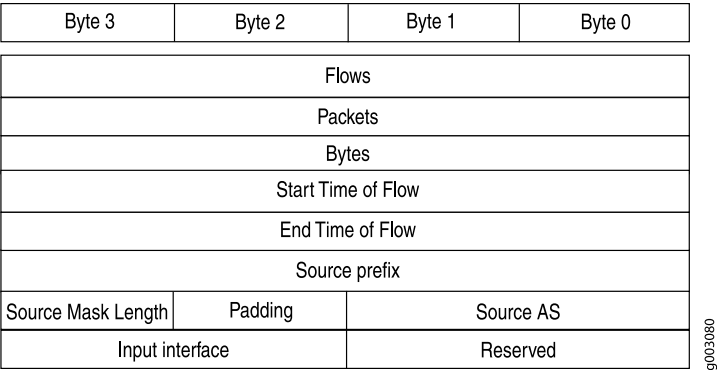 Byte 3 Byte 2 Byte 1 Byte 0
Flows
Packets
Bytes
Start Time of Flow
End Time of Flow
Source prefix
Source Mask Length Padding Source AS
Input interface Reserved
g003080